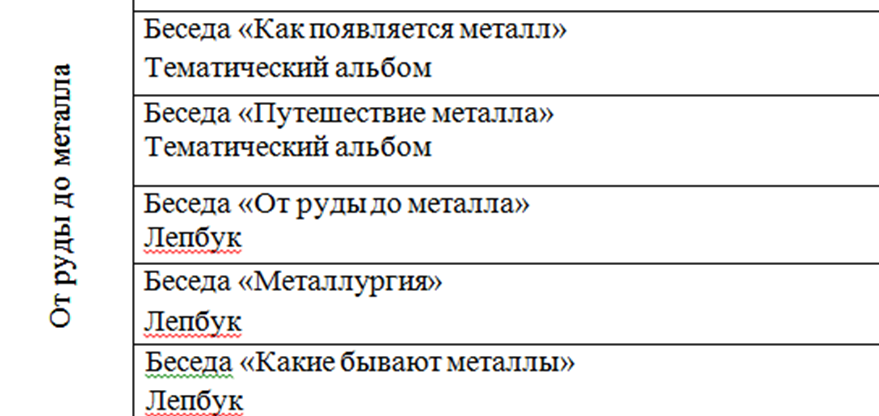 От руды до металла
Беседа «Как появляется металл»
Тематический альбом
Беседа «Путешествие металла»
Тематический альбом
Беседа «От руды до металла»
Лепбук
Беседа «Металлургия»
Лепбук
Беседа «Какие бывают металлы»
Лепбук